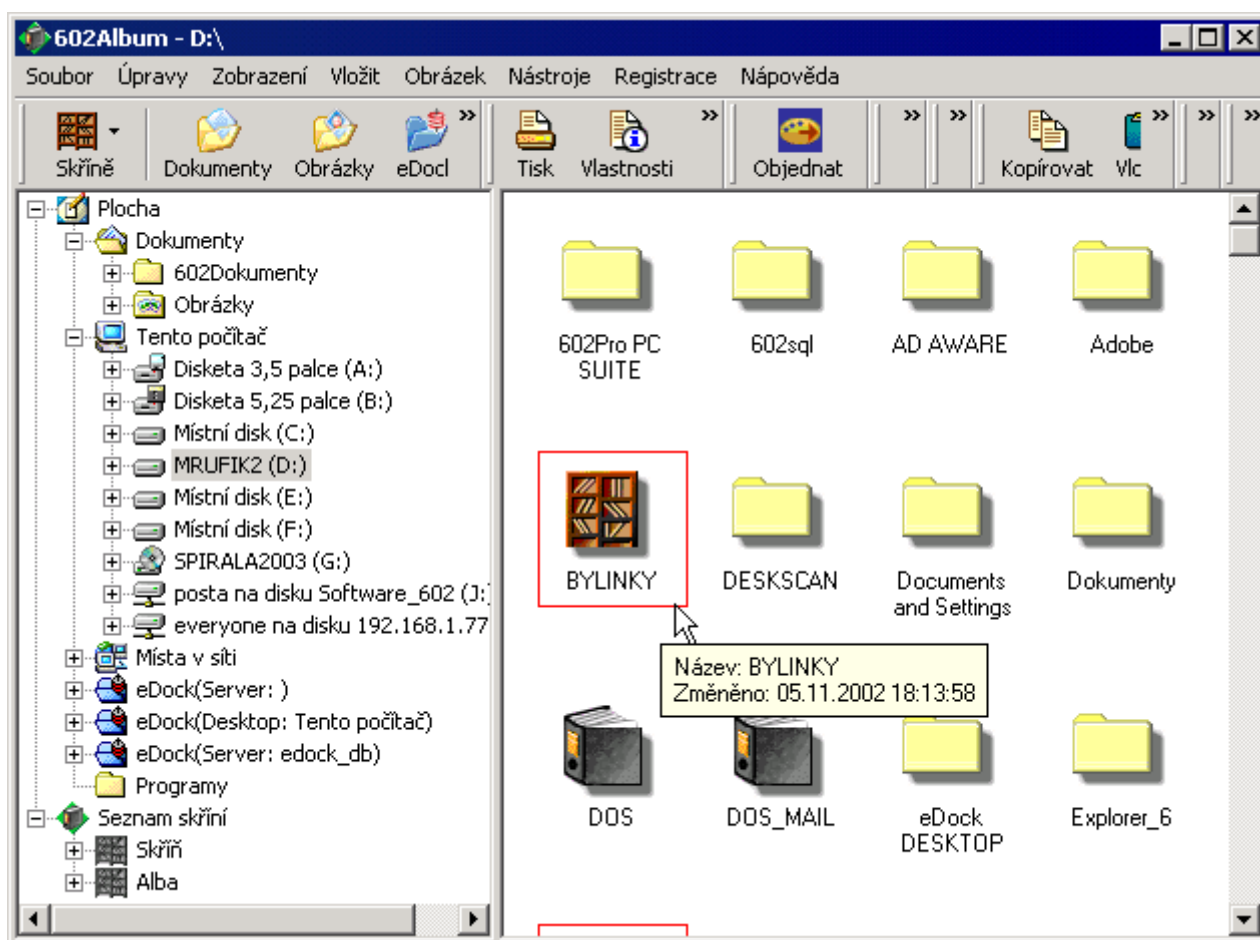 602Album - D:\
Soubor Úpravy Zobrazení Vložit Obrázek Nástroje Registrace Nápověda
Skříně Dokumenty Obrázky eDocl Tisk Vlastnosti Objednat Kopírovat Vlc
Plocha
Dokumenty
602Dokumenty
Obrázky
Tento počítač
Disketa 3,5 palce (A:)
Disketa 5,25 palce (B:)
Místní disk (C:)
MRUFIK2 (D:)
Místní disk (E:)
Místní disk (F:)
SPIRALA2003 (G:)
posta na disku Software_602 (J:
everyone na disku 192.168.1.77
Místa v síti
eDock(Server: )
eDock(Desktop: Tento počítač)
eDock(Server: edock_db)
Programy
Seznam skříní
Skříň
Alba
602Pro PC
SUITE
602sql
AD AWARE
Adobe
BYLINKY
DESKSCAN
Documents
and Settings
Dokumenty
Název: BYLINKY
Změněno: 05.11.2002 18:13:58
DOS
DOS_MAIL
eDock
DESKTOP
Explorer_6